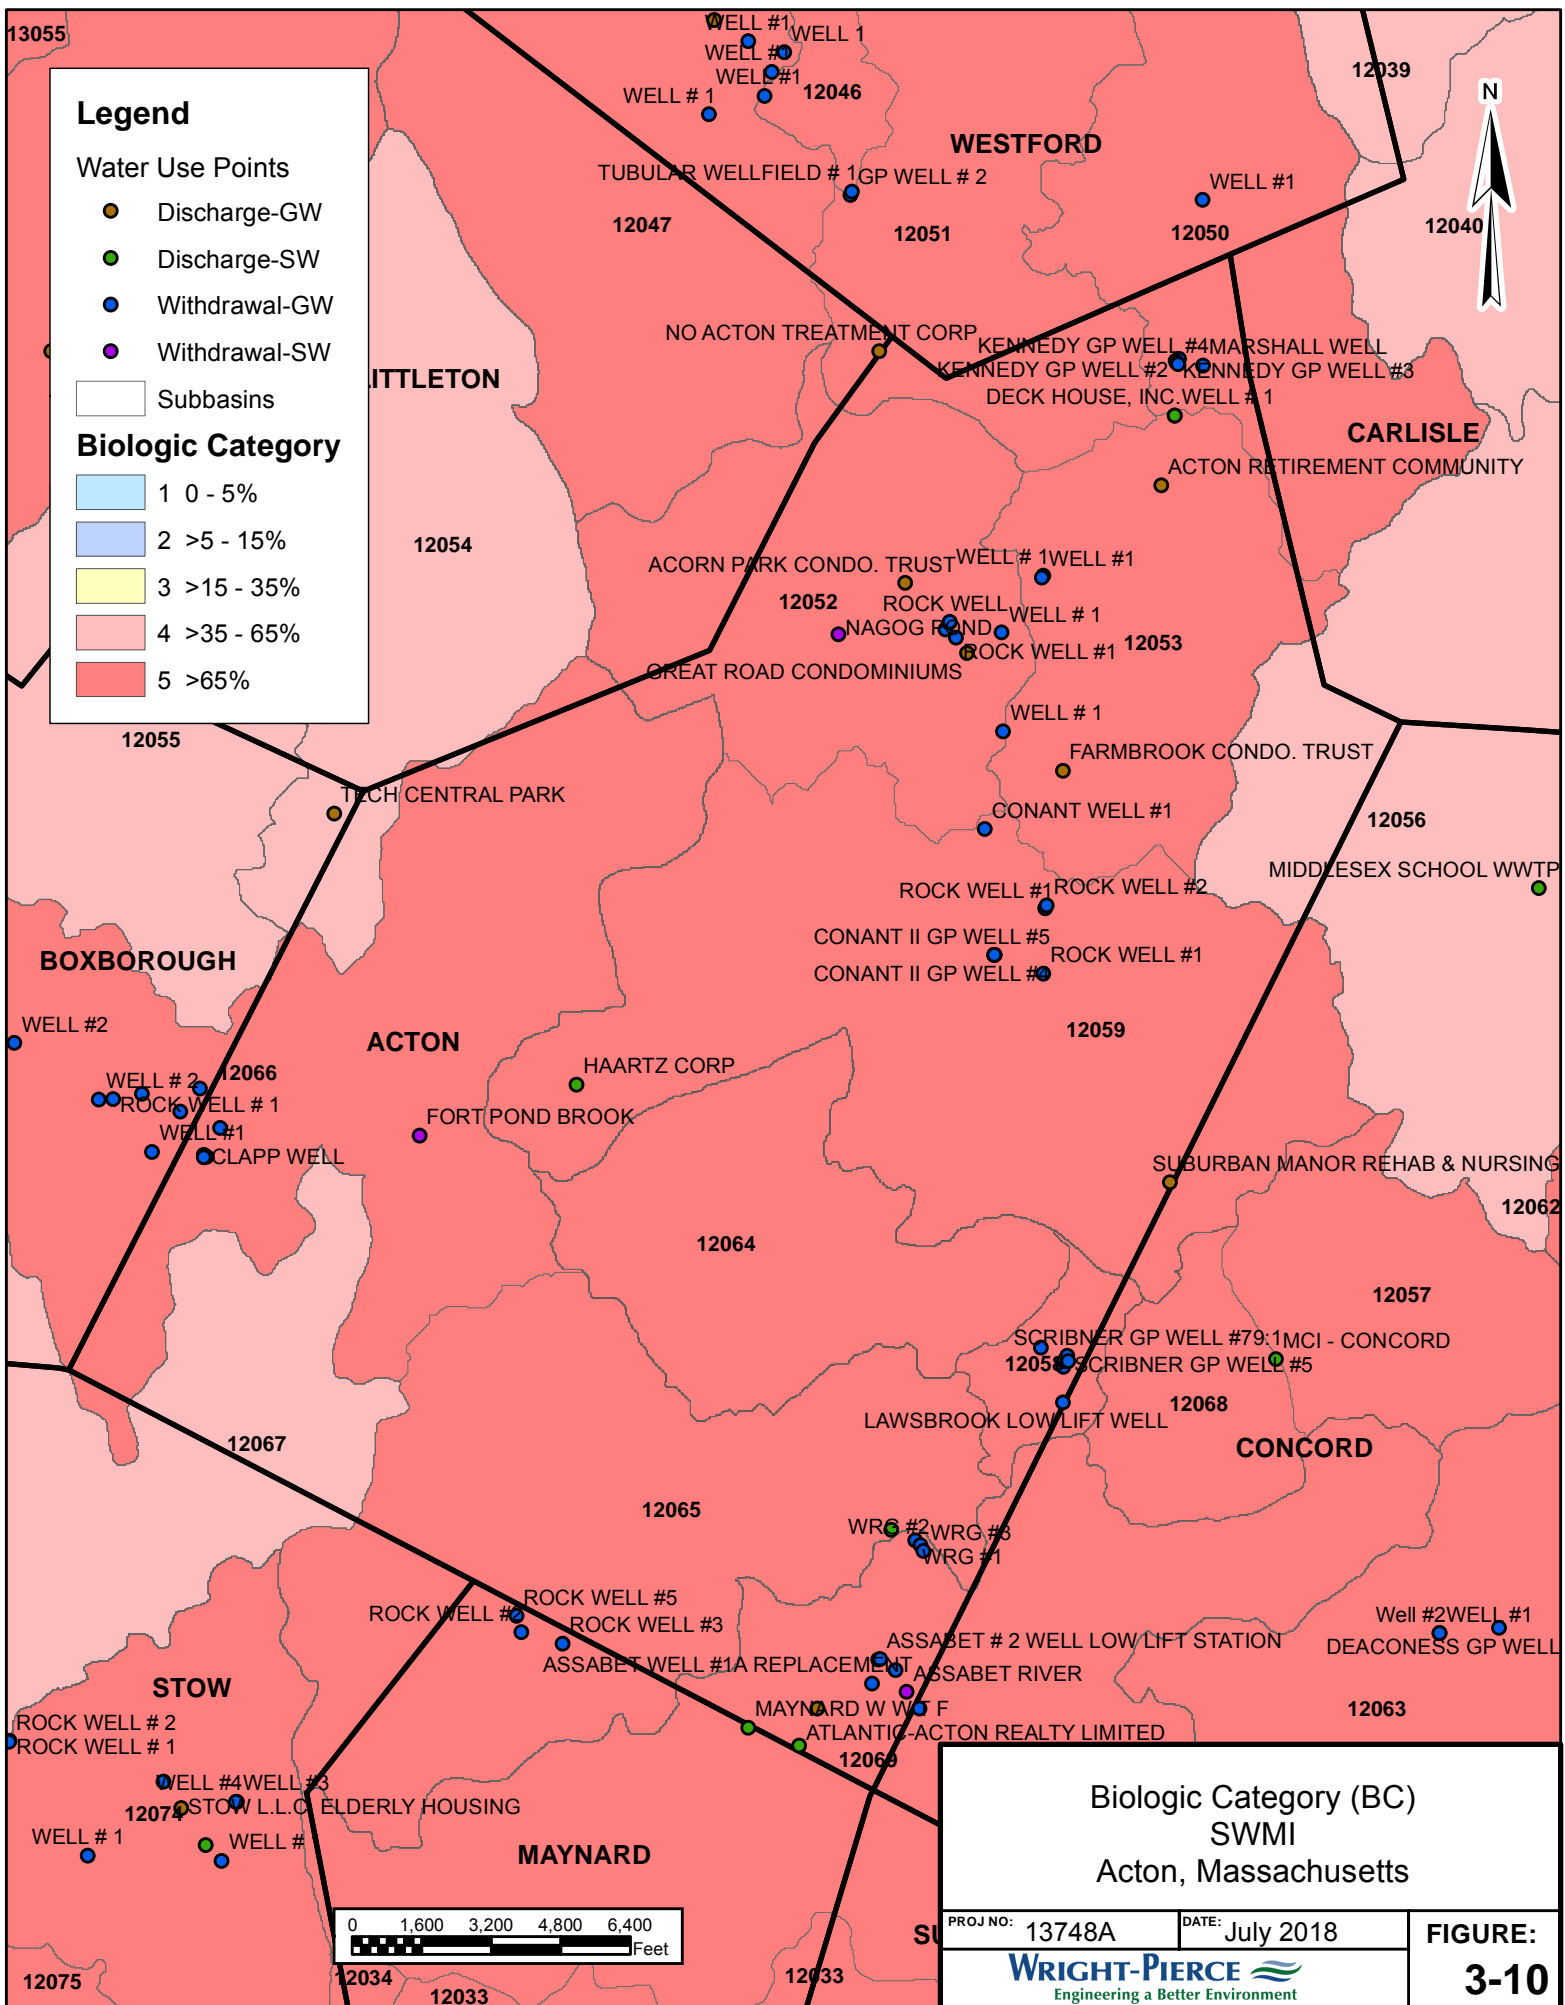 13055
WELL #1
WELL 1
WELL #1
WELL #1
WELL # 1
12046
12039
N
Legend
Water Use Points
Discharge-GW
Discharge-SW
Withdrawal-GW
Withdrawal-SW
Subbasins
Biologic Category
1 0 - 5%
2 >5 - 15%
3 >15 - 35%
4 >35 - 65%
5 >65%
WESTFORD
TUBULAR WELLFIELD # 1
GP WELL # 2
WELL #1
12047
12051
12050
12040
NO ACTON TREATMENT CORP
KENNEDY GP WELL #4
MARSHALL WELL
KENNEDY GP WELL #2
KENNEDY GP WELL #3
LITTLETON
DECK HOUSE, INC.
WELL # 1
CARLISLE
ACTON RETIREMENT COMMUNITY
12054
ACORN PARK CONDO. TRUST
WELL # 1
WELL #1
12052
ROCK WELL
WELL # 1
NAGOG POND
12053
ROCK WELL #1
GREAT ROAD CONDOMINIUMS
WELL # 1
12055
FARMBROOK CONDO. TRUST
TECH CENTRAL PARK
CONANT WELL #1
12056
MIDDLESEX SCHOOL WWTP
ROCK WELL #1
ROCK WELL #2
CONANT II GP WELL #5
ROCK WELL #1
CONANT II GP WELL #4
BOXBOROUGH
WELL #2
ACTON
12059
HAARTZ CORP
12066
WELL # 2
ROCK WELL # 1
FORT POND BROOK
WELL #1
CLAPP WELL
SUBURBAN MANOR REHAB & NURSING
12062
12064
12057
SCRIBNER GP WELL #79:1
MCI - CONCORD
12058
SCRIBNER GP WELL #5
12068
LAWSBROOK LOW LIFT WELL
12067
CONCORD
12065
WRG #2
WRG #3
WRG #1
ROCK WELL #5
ROCK WELL #2
ROCK WELL #3
Well #2
WELL #1
DEACONESS GP WELL
ASSABET # 2 WELL LOW LIFT STATION
ASSABET WELL #1A REPLACEMENT
ASSABET RIVER
STOW
MAYNARD W W T F
12063
ROCK WELL # 2
ROCK WELL # 1
ATLANTIC-ACTON REALTY LIMITED
12069
WELL #4
WELL #3
12074
STOW L.L.C. ELDERLY HOUSING
WELL # 1
WELL #
MAYNARD
0 1,600 3,200 4,800 6,400
Feet
SU
12075
12034
12033
12033
Biologic Category (BC)
SWMI
Acton, Massachusetts
PROJ NO: 13748A
DATE: July 2018
FIGURE:
3-10
WRIGHT-PIERCE
Engineering a Better Environment